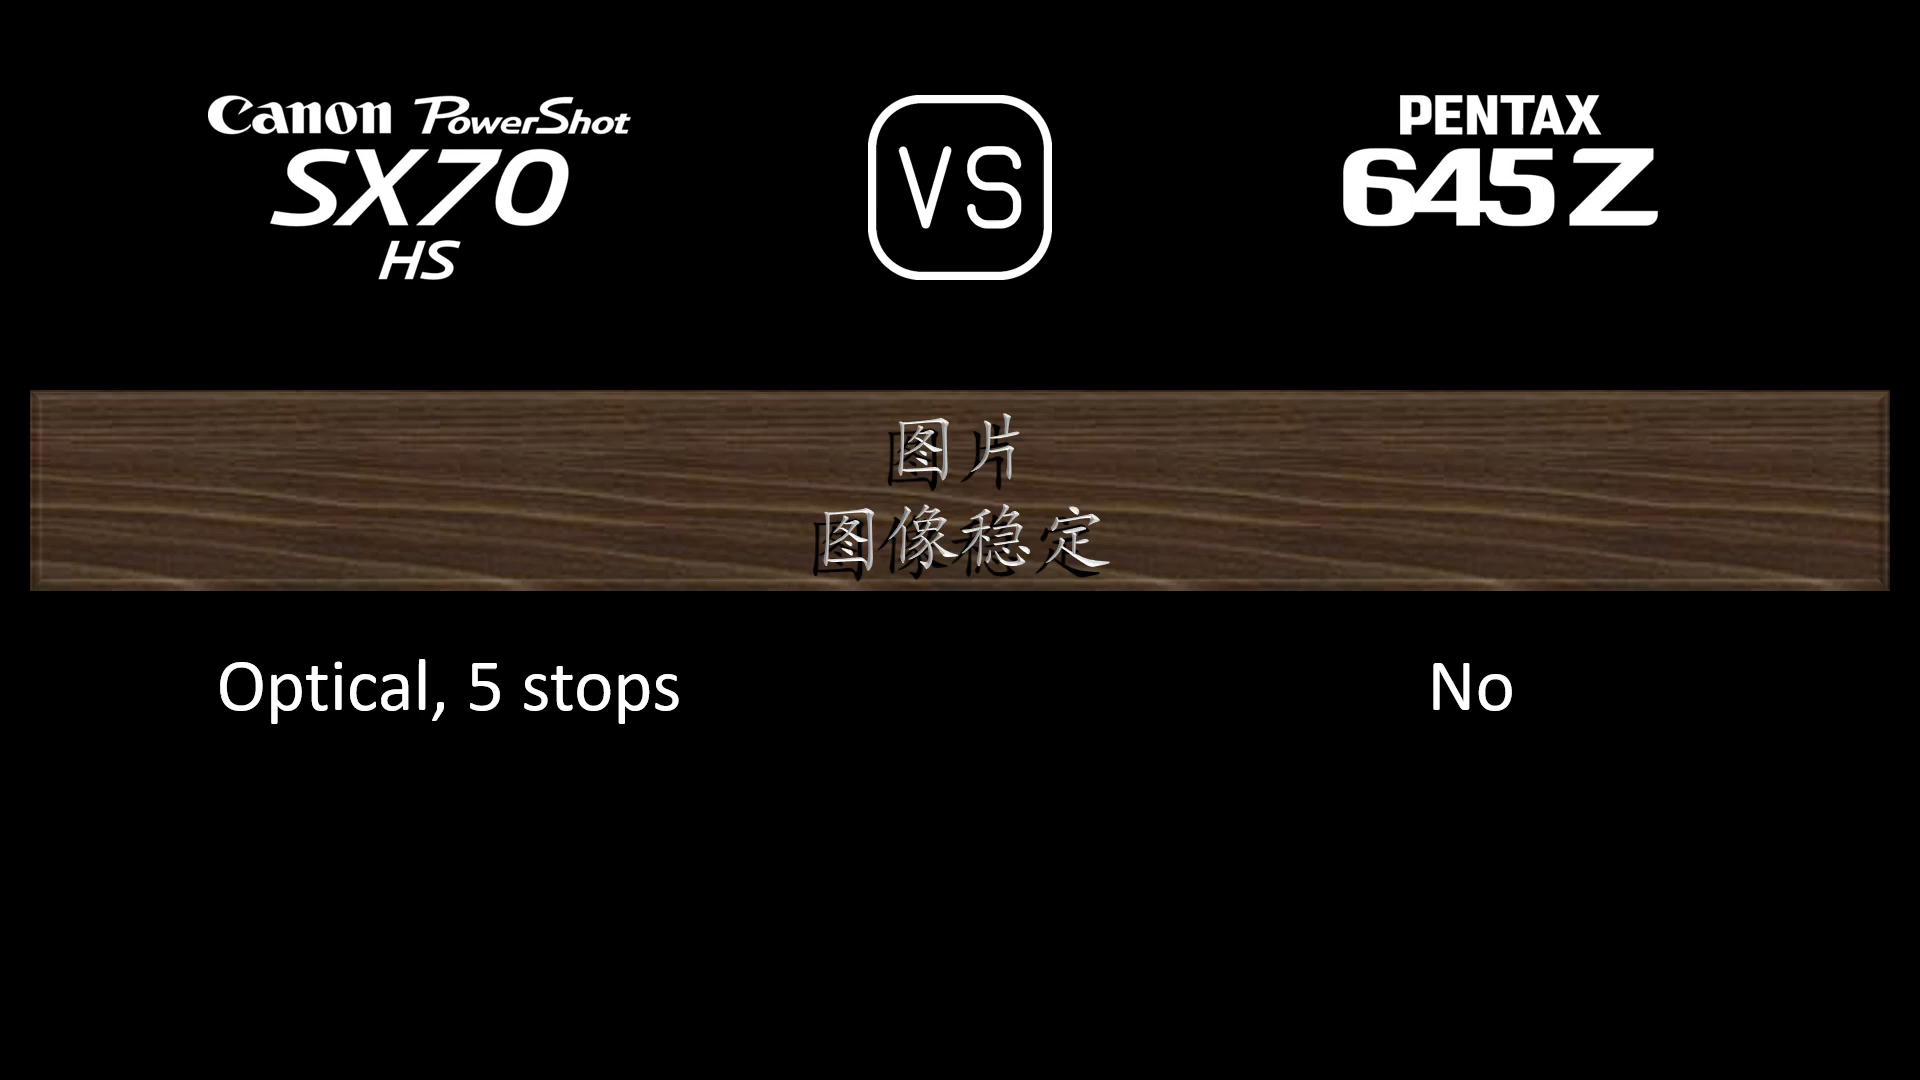 Canon PowerShot
SX70
HS
VS
PENTAX
645Z
图片
图像稳定
Optical, 5 stops
No